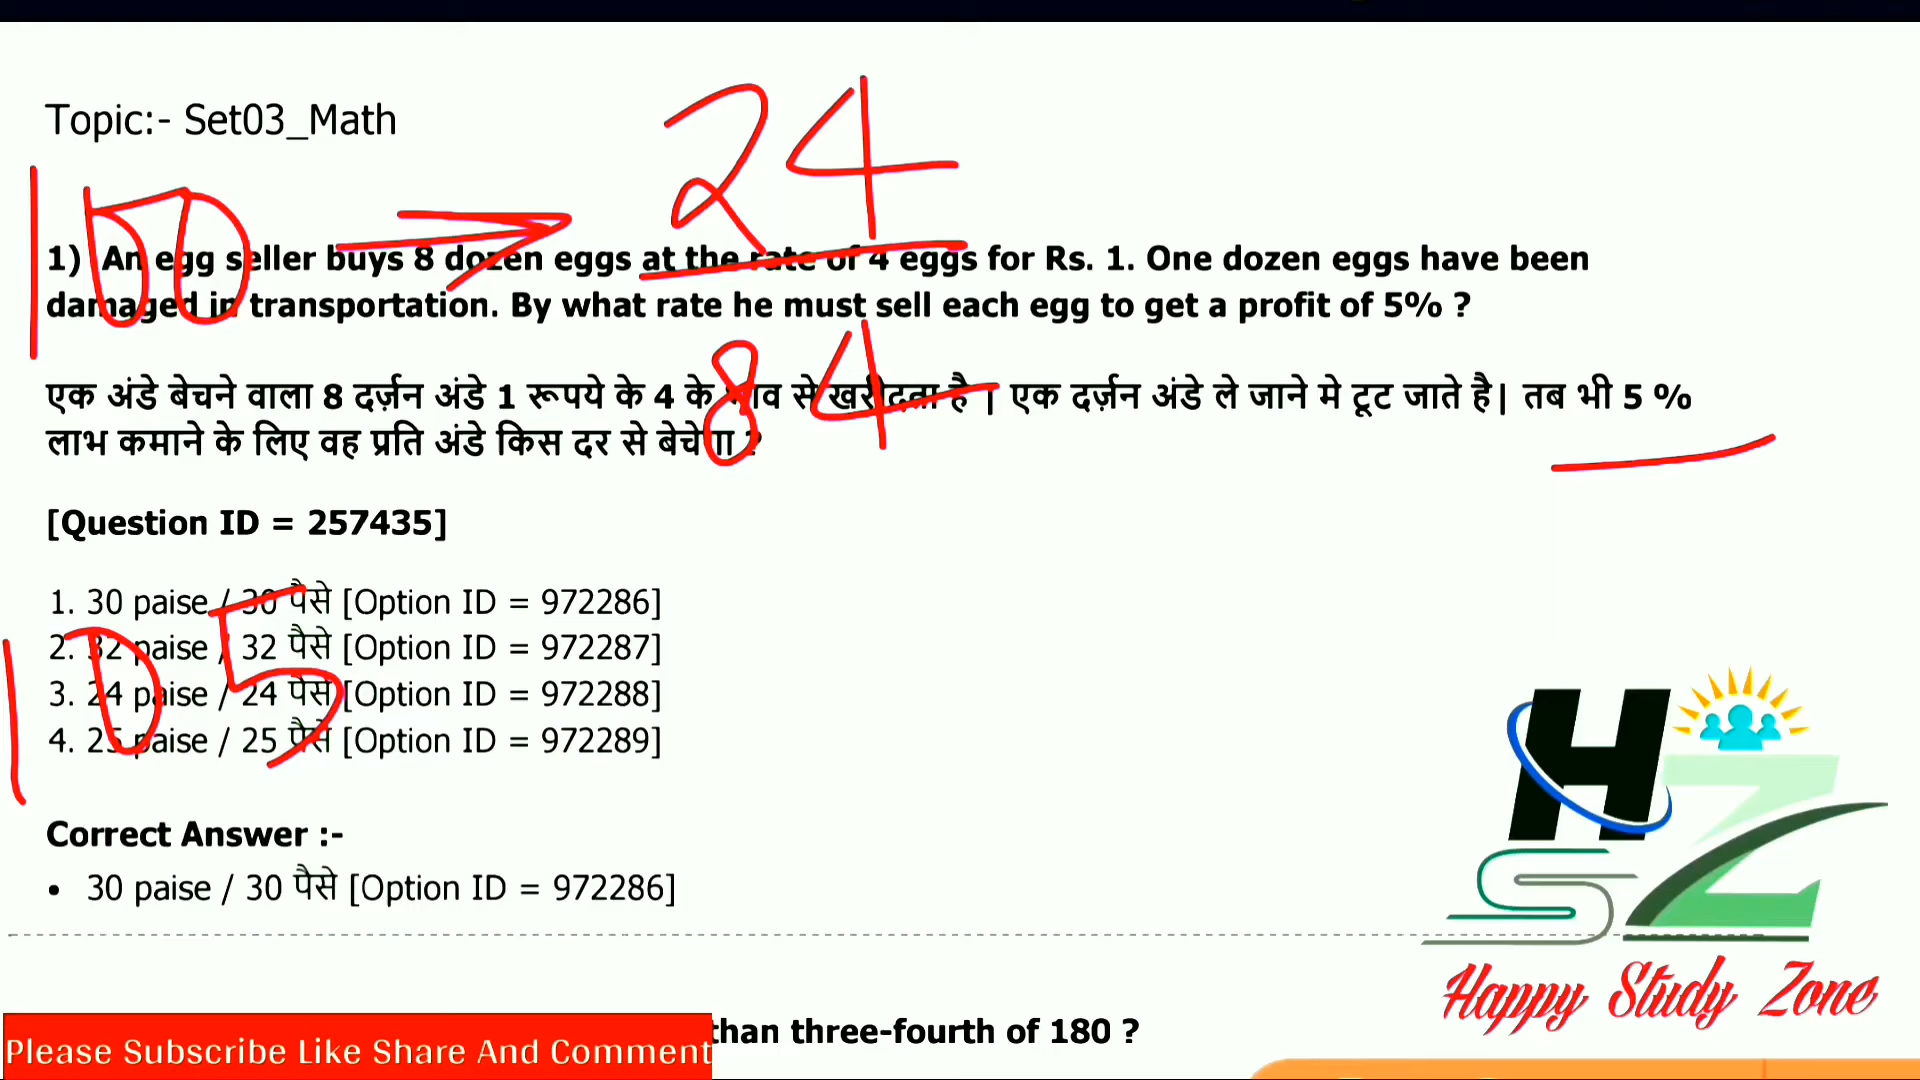 Topic:- Set03_Math
24
100
1) An egg seller buys 8 dozen eggs at the rate of 4 eggs for Rs. 1. One dozen eggs have been
damaged in transportation. By what rate he must sell each egg to get a profit of 5% ?
84
एक अंडे बेचने वाला 8 दर्ज़न अंडे 1 रूपये के 4 के भाव से खरीदता है | एक दर्ज़न अंडे ले जाने मे टूट जाते है| तब भी 5 %
लाभ कमाने के लिए वह प्रति अंडे किस दर से बेचेगा ?
[Question ID = 257435]
1. 30 paise / 30 पैसे [Option ID = 972286]
2. 32 paise / 32 पैसे [Option ID = 972287]
105
3. 24 paise / 24 पैसे [Option ID = 972288]
4. 25 paise / 25 पैसे [Option ID = 972289]
Correct Answer :-
• 30 paise / 30 पैसे [Option ID = 972286]
HSZ
Happy Study Zone
than three-fourth of 180 ?
Please Subscribe Like Share And Comment